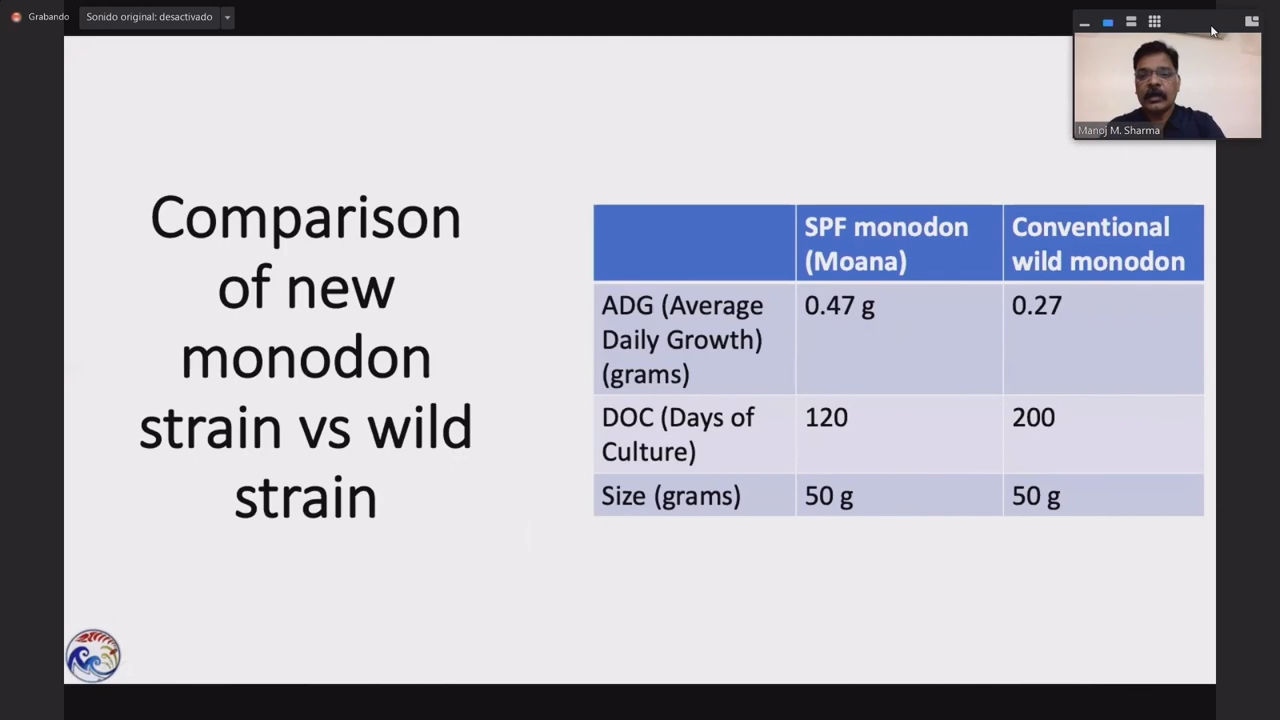 Grabando
Sonido original: desactivado
Manoj M. Sharma
Comparison
of new
monodon
strain vs wild
strain
SPF monodon
(Moana)
Conventional
wild monodon
ADG (Average
Daily Growth)
(grams)
0.47 g
0.27
DOC (Days of
Culture)
120
200
Size (grams)
50 g
50 g